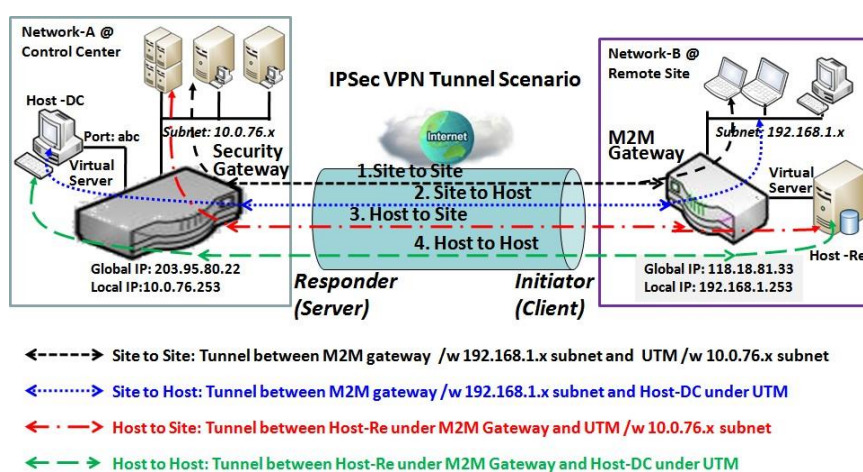 Network-A @
Control Center
Host -DC
Port: abc
Virtual
Server
Subnet: 10.0.76.x
Security
Gateway
Global IP: 203.95.80.22
Local IP:10.0.76.253
IPSec VPN Tunnel Scenario
Internet
1.Site to Site
2. Site to Host
3. Host to Site
4. Host to Host
Responder
(Server)
Initiator
(Client)
Network-B @
Remote Site
Subnet: 192.168.1.x
M2M
Gateway
Virtual
Server
Host -Re
Global IP: 118.18.81.33
Local IP: 192.168.1.253
Site to Site: Tunnel between M2M gateway /w 192.168.1.x subnet and UTM /w 10.0.76.x subnet
Site to Host: Tunnel between M2M gateway /w 192.168.1.x subnet and Host-DC under UTM
Host to Site: Tunnel between Host-Re under M2M Gateway and UTM /w 10.0.76.x subnet
Host to Host: Tunnel between Host-Re under M2M Gateway and Host-DC under UTM